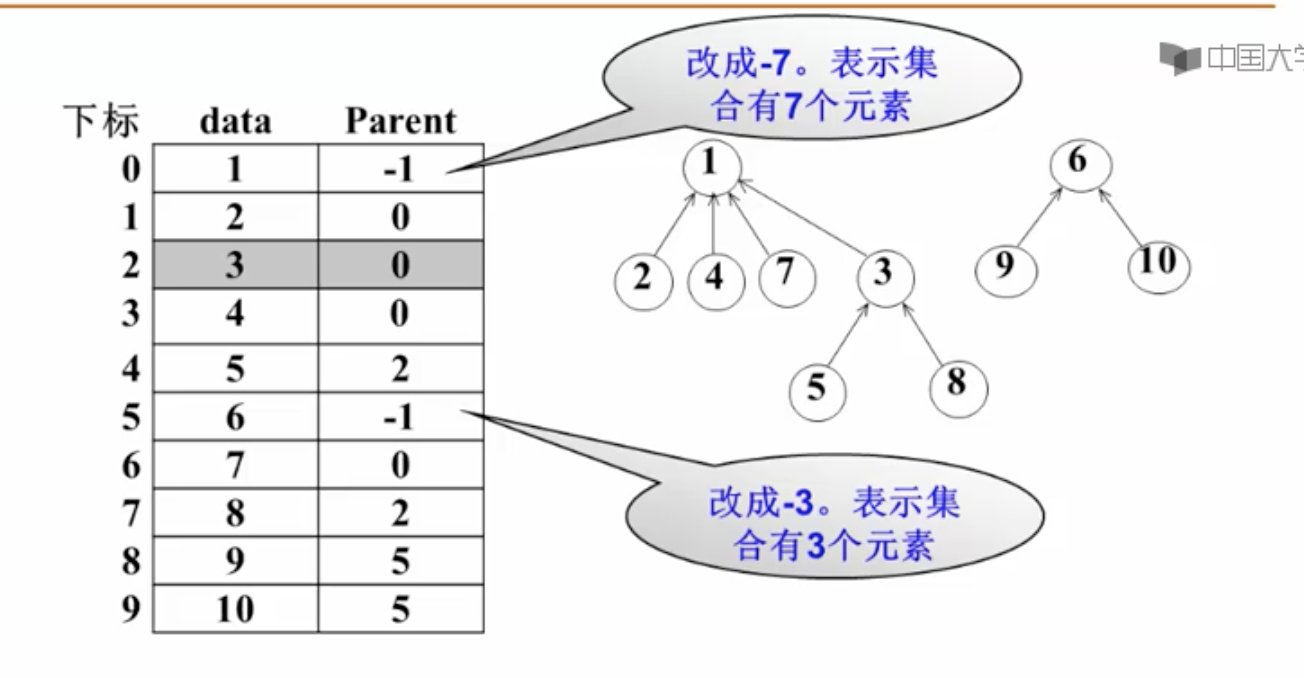 改成-7。表示集
合有7个元素
中国大学
下标 data Parent
0 1 -1
1 2 0
2 3 0
3 4 0
4 5 2
5 6 -1
6 7 0
7 8 2
8 9 5
9 10 5
1
6
2 4 7 3
9 10
5 8
改成-3。表示集
合有3个元素